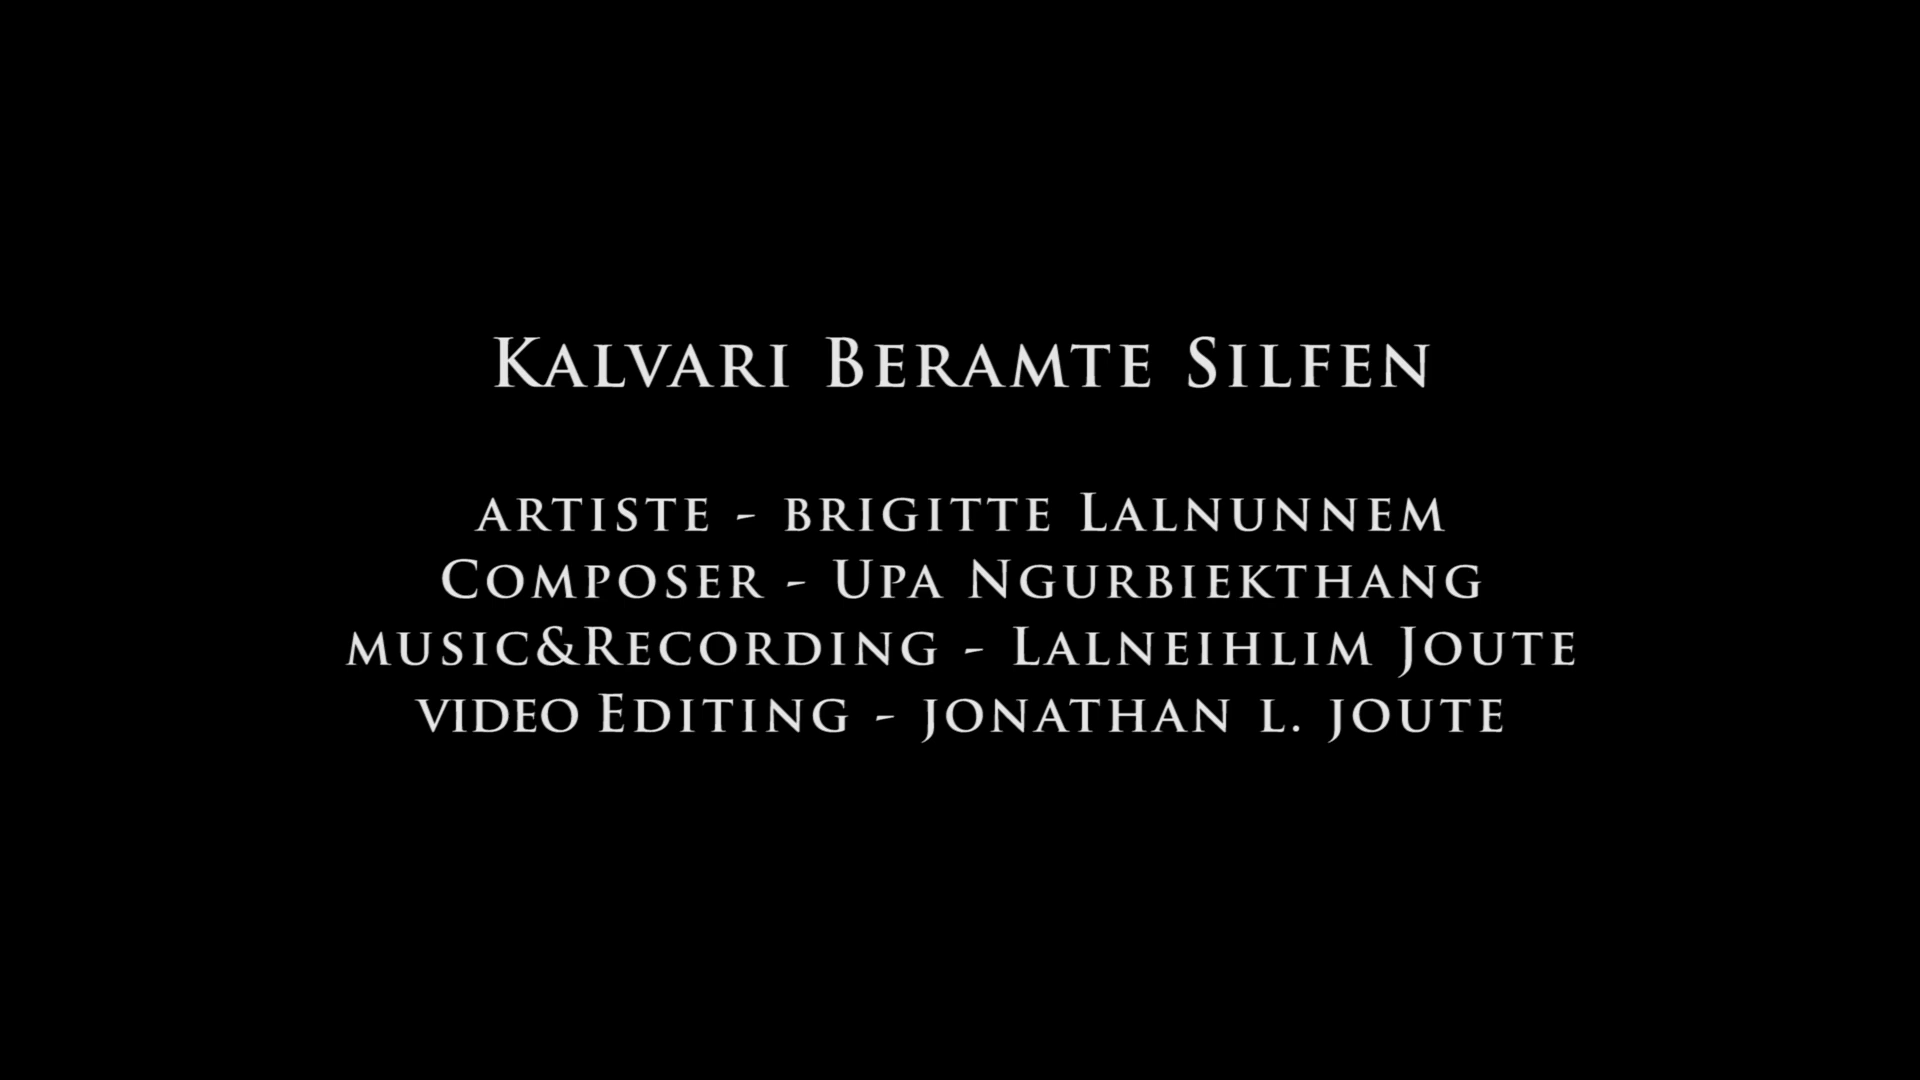 Kalvari Beramte Silfen
artiste - brigitte Lalnunnem
Composer - Upa Ngurbiekthang
music&Recording - Lalneihlim Joute
video Editing - jonathan l. joute